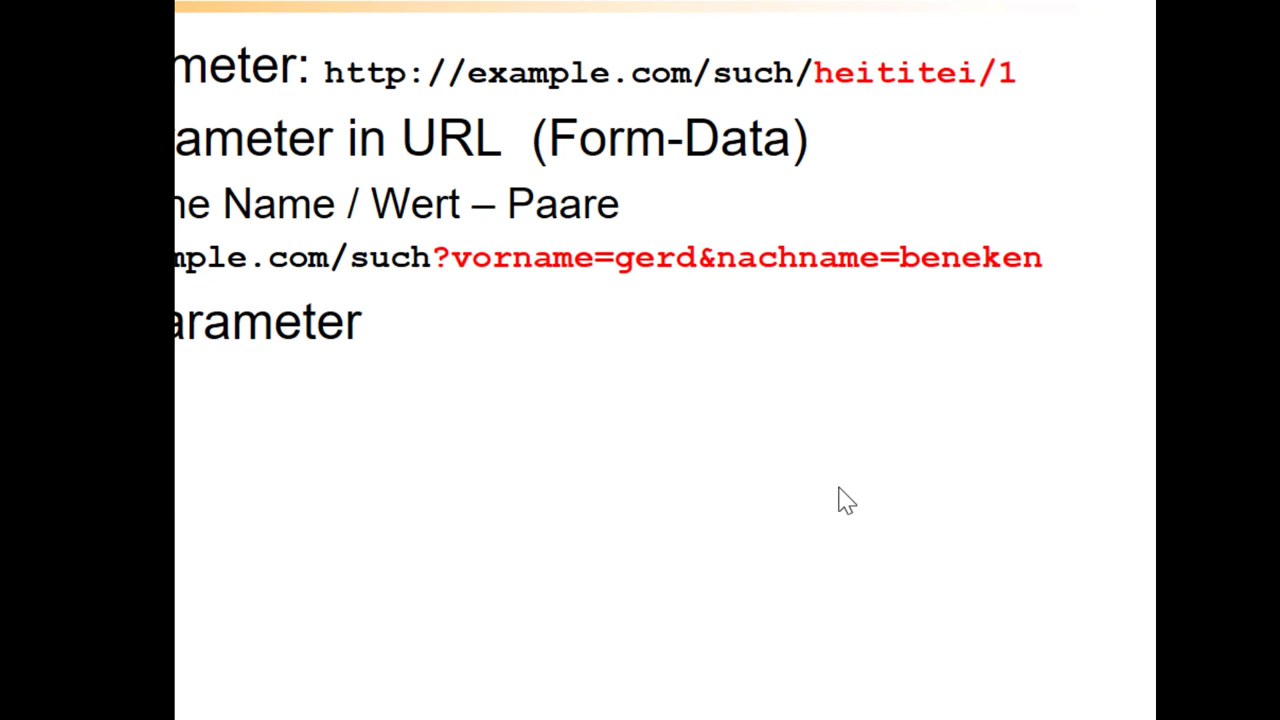 meter: http://example.com/such/heititei/1
ameter in URL (Form-Data)
ne Name / Wert – Paare
mple.com/such?vorname=gerd&nachname=beneken
arameter